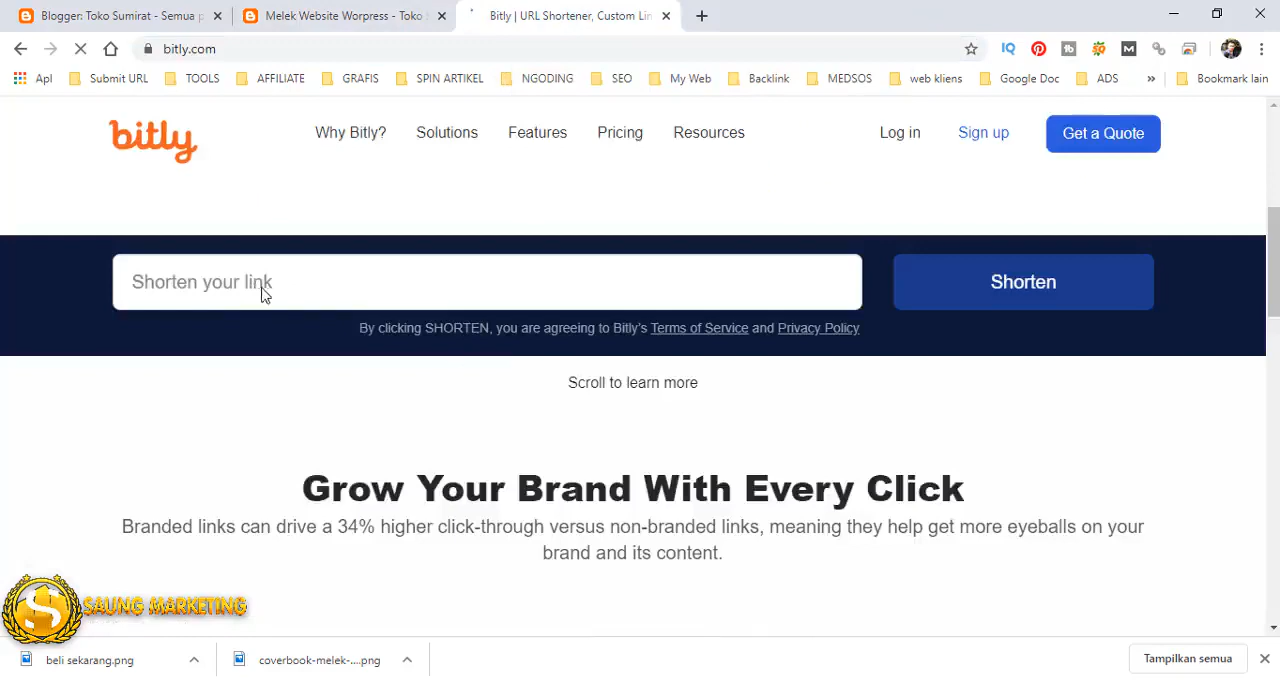 Blogger: Toko Sumirat - Semua p
Melek Website Worpress - Toko S
Bitly | URL Shortener, Custom Lin
bitly.com
Apl
Submit URL
TOOLS
AFFILIATE
GRAFIS
SPIN ARTIKEL
NGODING
SEO
My Web
Backlink
MEDSOS
web kliens
Google Doc
ADS
Bookmark lain
bitly
Why Bitly?
Solutions
Features
Pricing
Resources
Log in
Sign up
Get a Quote
Shorten your link
Shorten
By clicking SHORTEN, you are agreeing to Bitly's Terms of Service and Privacy Policy
Scroll to learn more
Grow Your Brand With Every Click
Branded links can drive a 34% higher click-through versus non-branded links, meaning they help get more eyeballs on your
brand and its content.
SAUNG MARKETING
beli sekarang.png
coverbook-melek-....png
Tampilkan semua